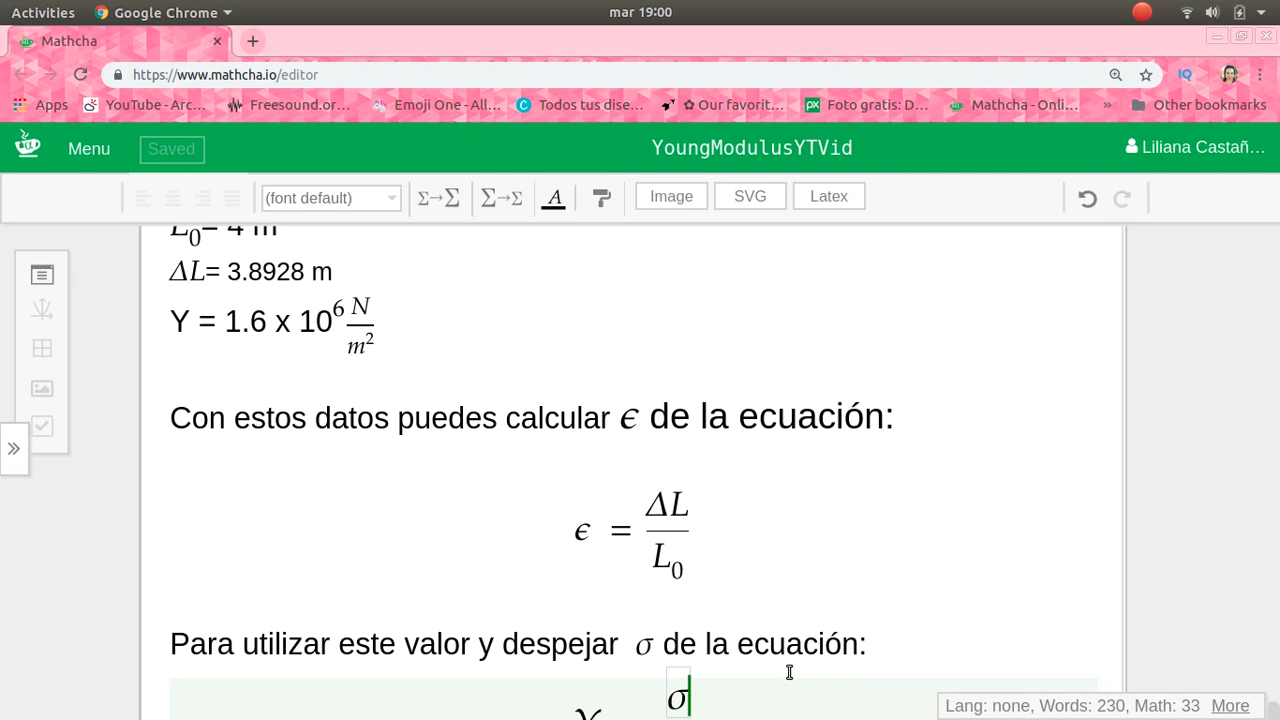 Activities Google Chrome mar 19:00
Mathcha
https://www.mathcha.io/editor
Apps YouTube - Arc... Freesound.or... Emoji One - All... Todos tus dise... ✿ Our favorit... Foto gratis: D... Mathcha - Onli... » Other bookmarks
Menu Saved YoungModulusYTVid Liliana Castañ...
(font default) Σ→Σ Σ→Σ A Image SVG Latex
L₀= 4 m
ΔL= 3.8928 m
Y = 1.6 x 10⁶ N/m²
Con estos datos puedes calcular ϵ de la ecuación:
ϵ = ΔL/L₀
Para utilizar este valor y despejar σ de la ecuación:
σ
Lang: none, Words: 230, Math: 33 More